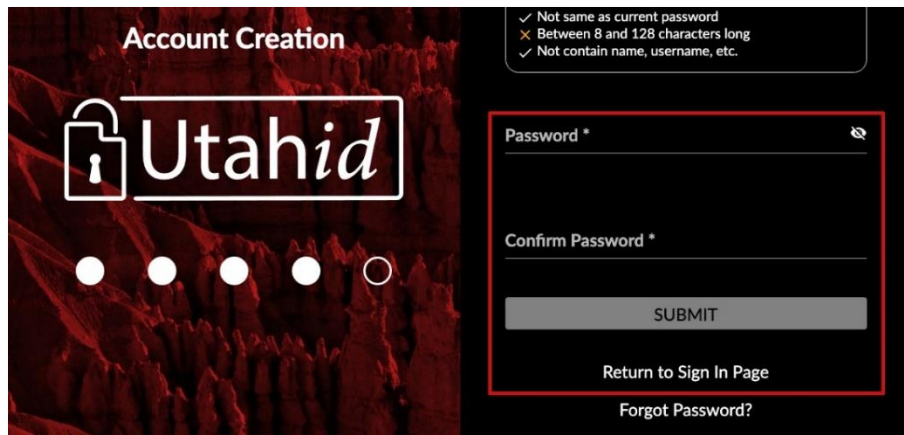 Account Creation
Utahid
Not same as current password
Between 8 and 128 characters long
Not contain name, username, etc.
Password *
Confirm Password *
SUBMIT
Return to Sign In Page
Forgot Password?